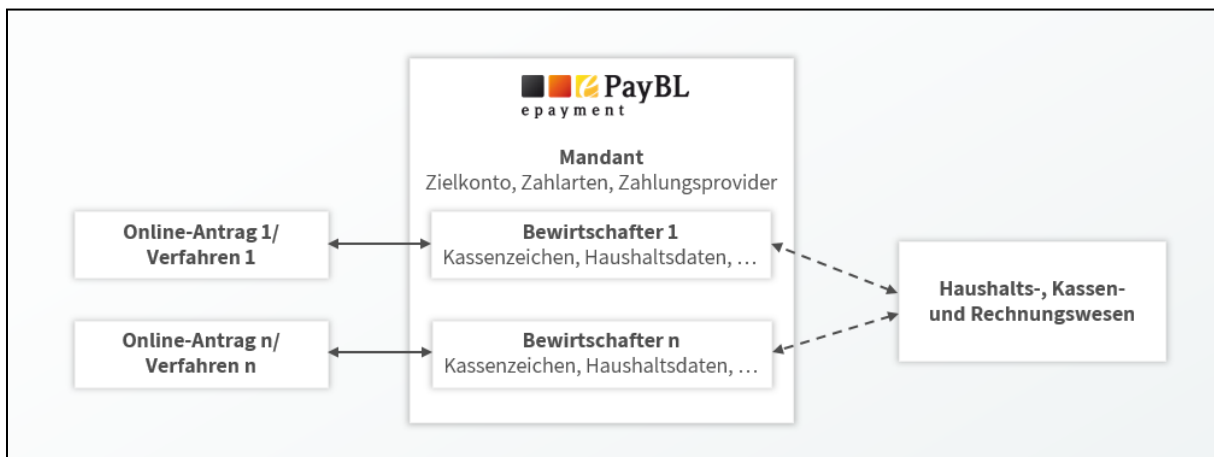 ePayBL
epayment
Mandant
Zielkonto, Zahlarten, Zahlungsprovider
Online-Antrag 1/
Verfahren 1
Bewirtschafter 1
Kassenzeichen, Haushaltsdaten, …
Haushalts-, Kassen-
und Rechnungswesen
Online-Antrag n/
Verfahren n
Bewirtschafter n
Kassenzeichen, Haushaltsdaten, …